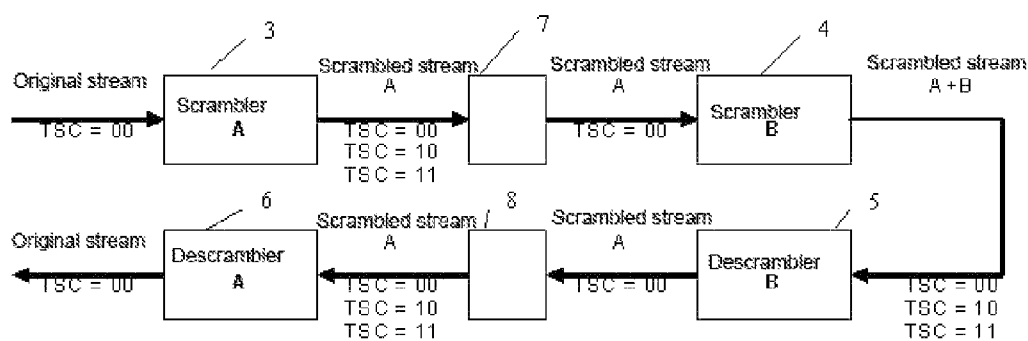 3
7
4
Original stream
Scrambled stream
A
Scrambled stream
A
Scrambled stream
A+B
Scrambler
A
Scrambler
B
TSC = 00
TSC = 00
TSC = 10
TSC = 11
TSC = 00
6
8
5
Original stream
Scrambled stream
A
Scrambled stream
A
Descrambler
A
Descrambler
B
TSC = 00
TSC = 00
TSC = 10
TSC = 11
TSC = 00
TSC = 00
TSC = 10
TSC = 11